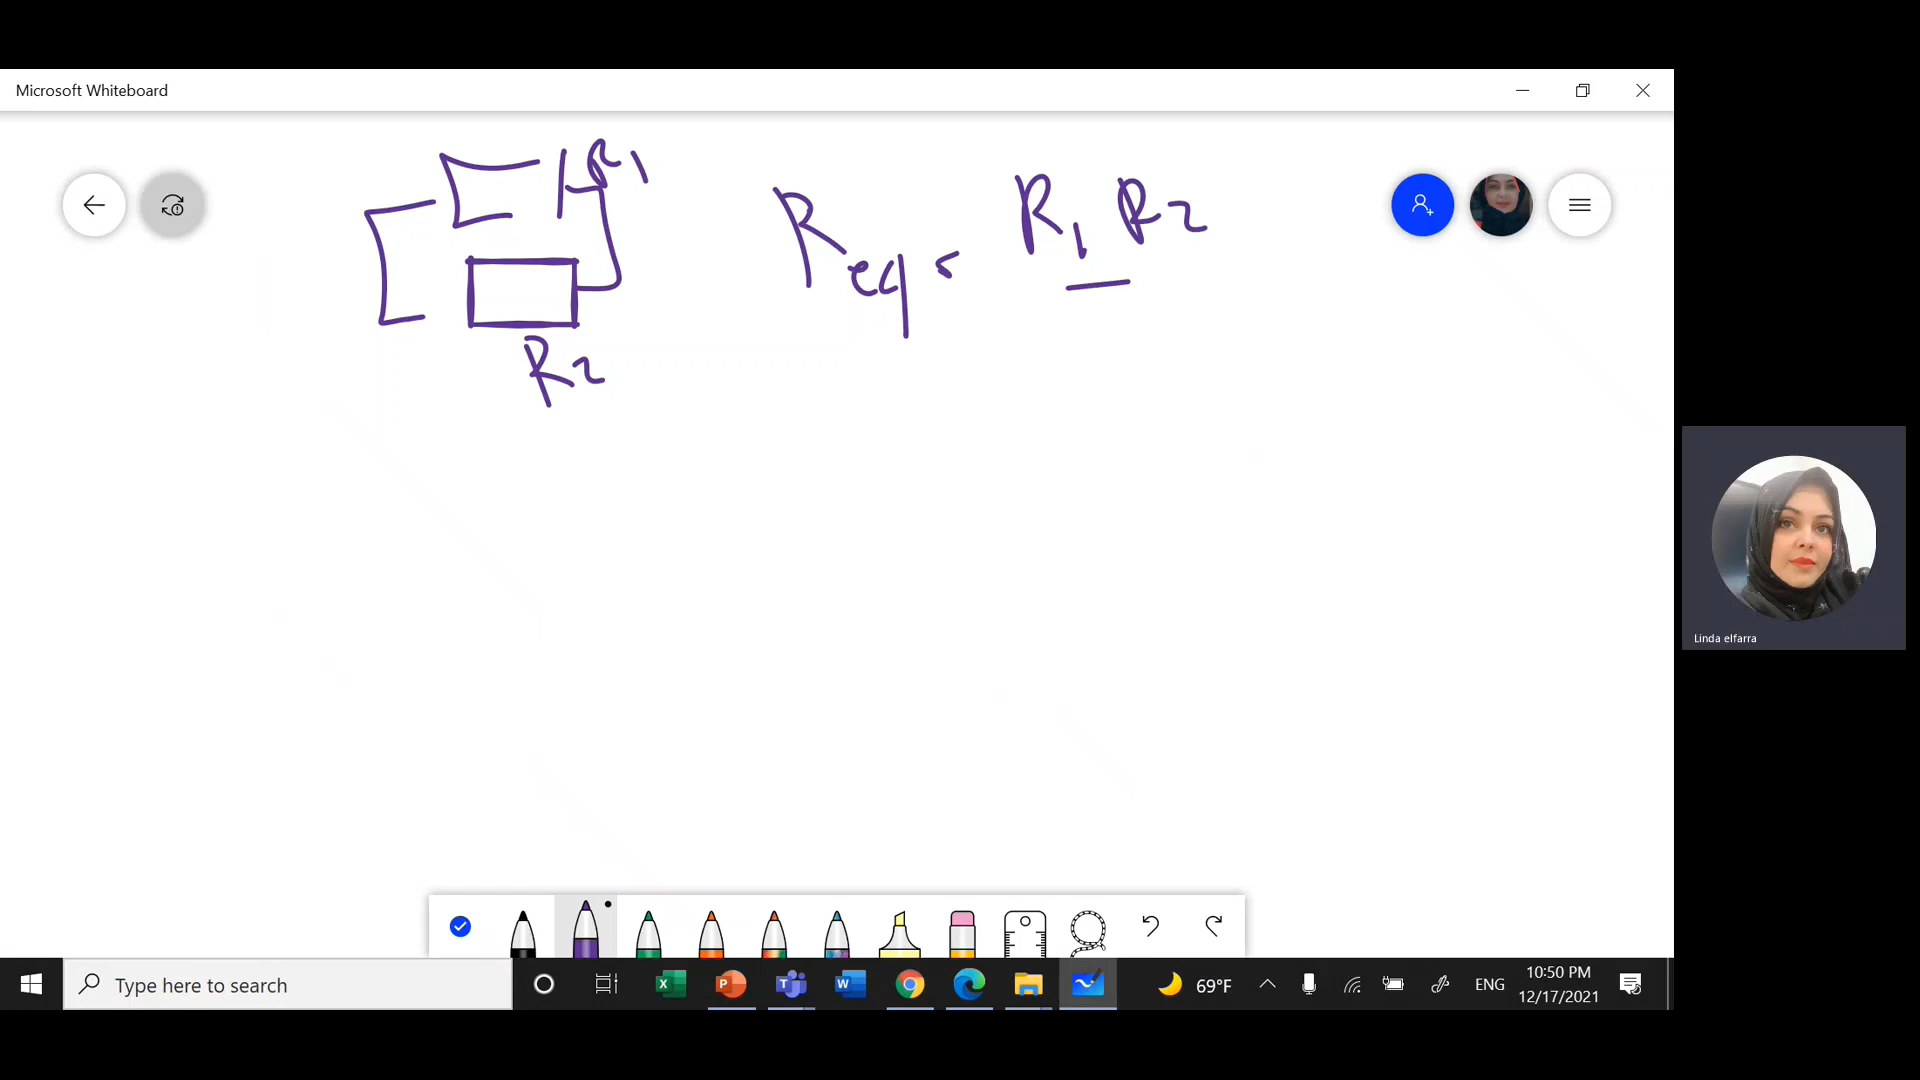 Microsoft Whiteboard
R1
Req = R1 R2
R2
Linda elfarra
Type here to search
69°F
ENG
10:50 PM
12/17/2021